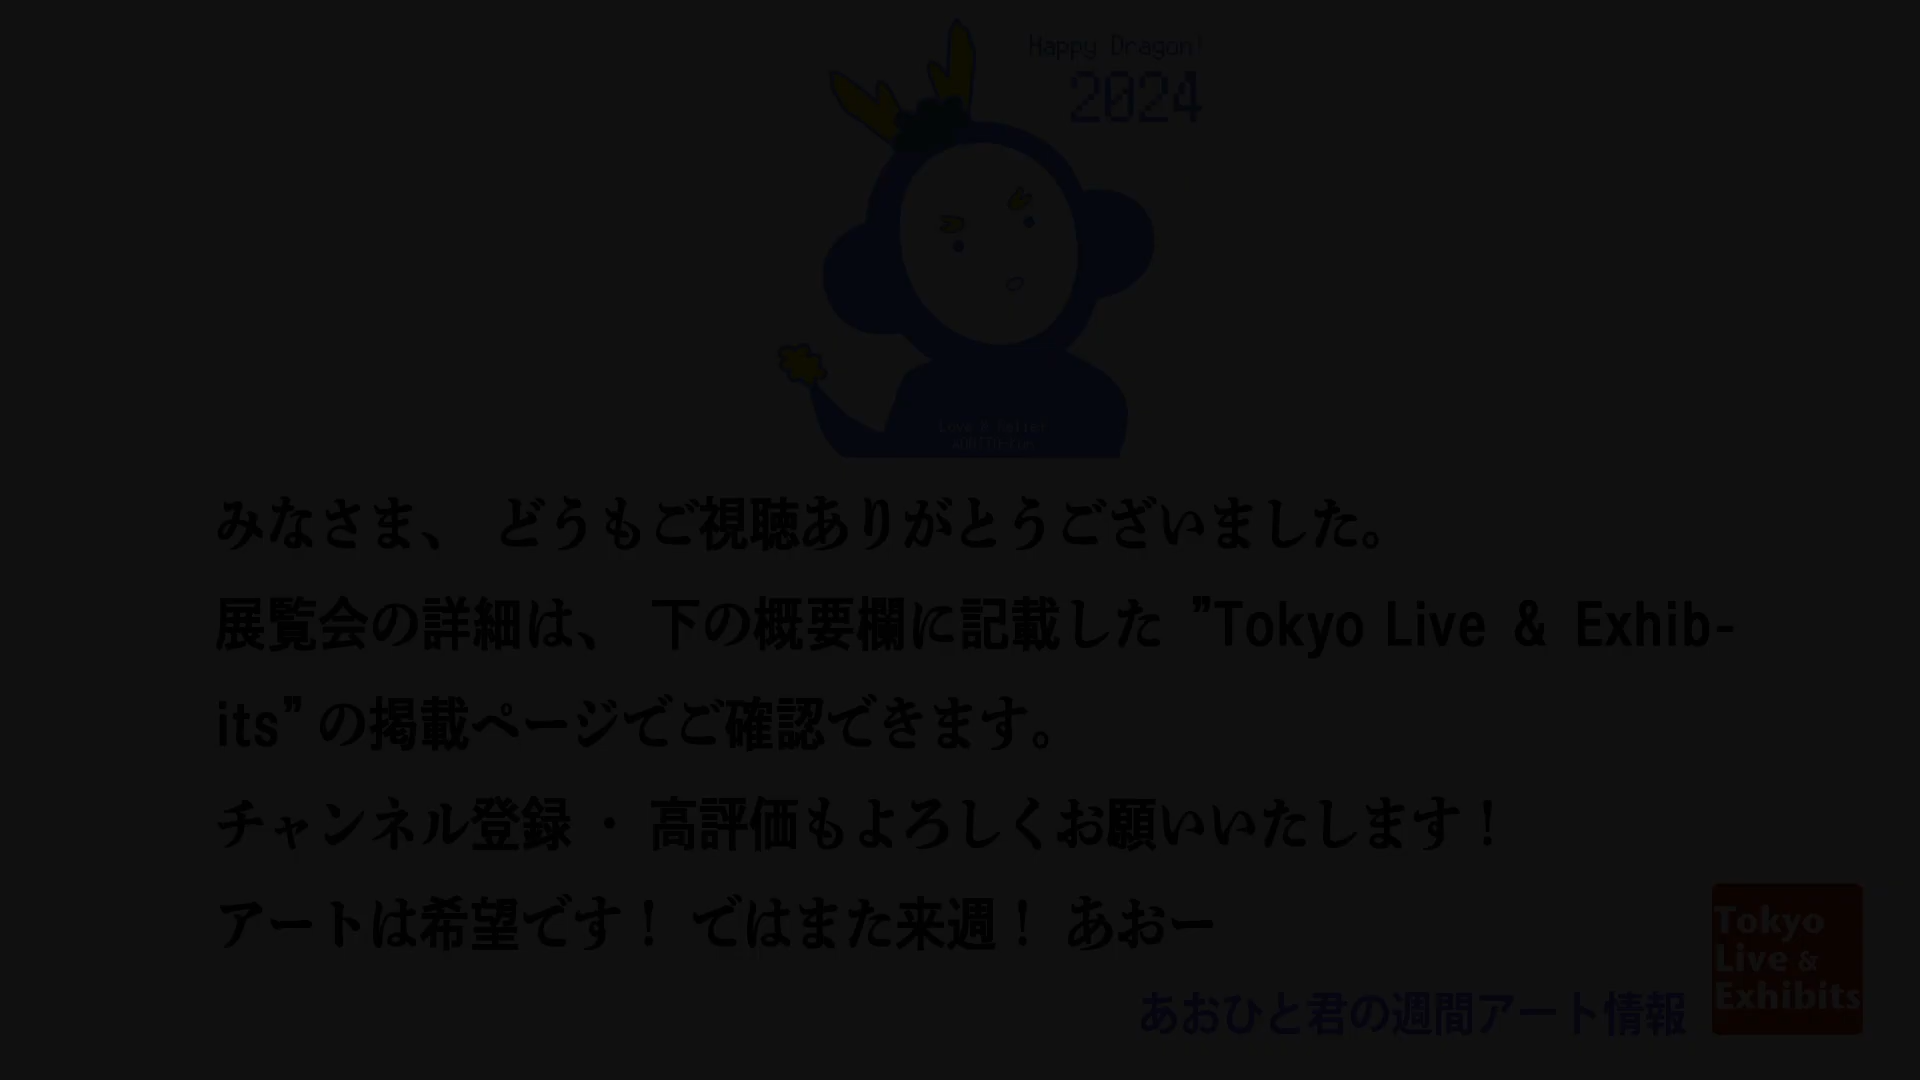 Happy Dragon!
2024
みなさま、 どうもご視聴ありがとうございました。
展覧会の詳細は、 下の概要欄に記載した ”Tokyo Live & Exhib-
its” の掲載ページでご確認できます。
チャンネル登録 ・ 高評価もよろしくお願いいたします！
アートは希望です！ ではまた来週！ あおー
あおひと君の週間アート情報
Tokyo
Live &
Exhibits